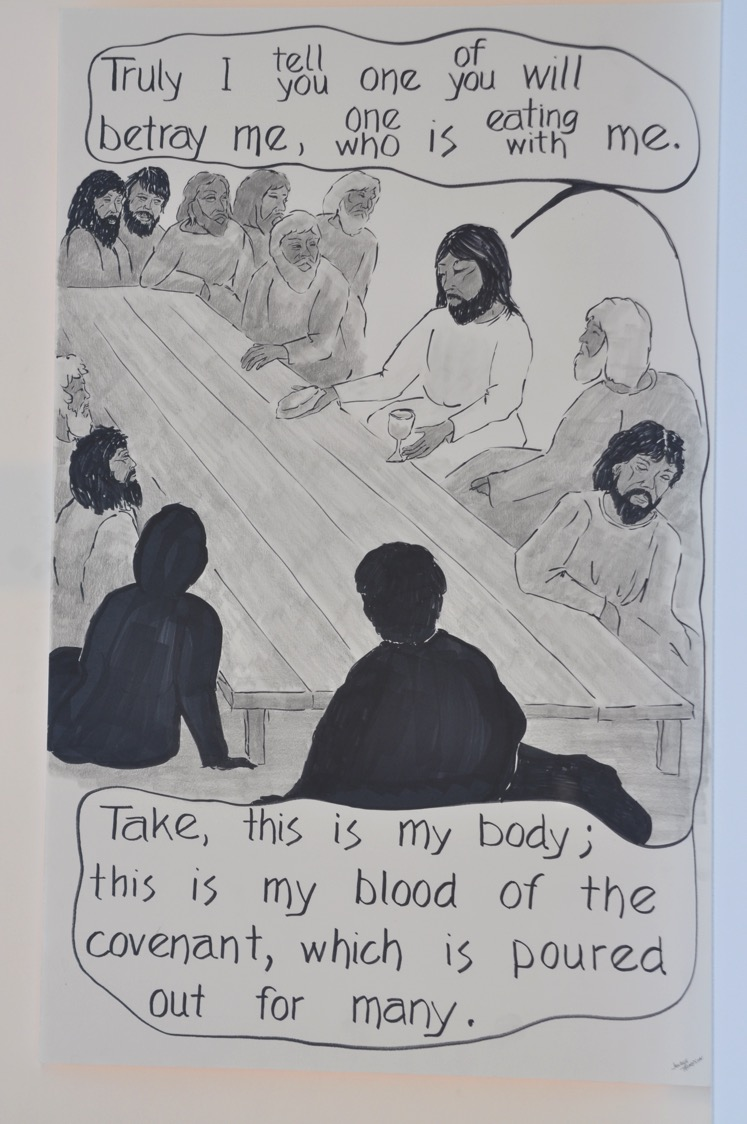 Truly I tell you one of you will
betray me, one who is eating with me.
Take, this is my body;
this is my blood of the
covenant, which is poured
out for many.